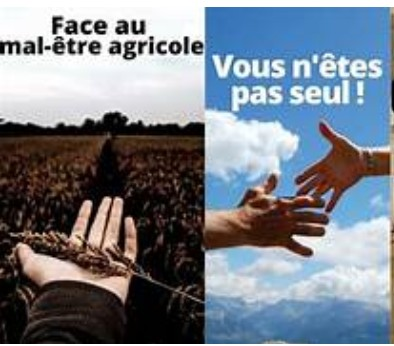 Face au
mal-être agricole
Vous n'êtes
pas seul !